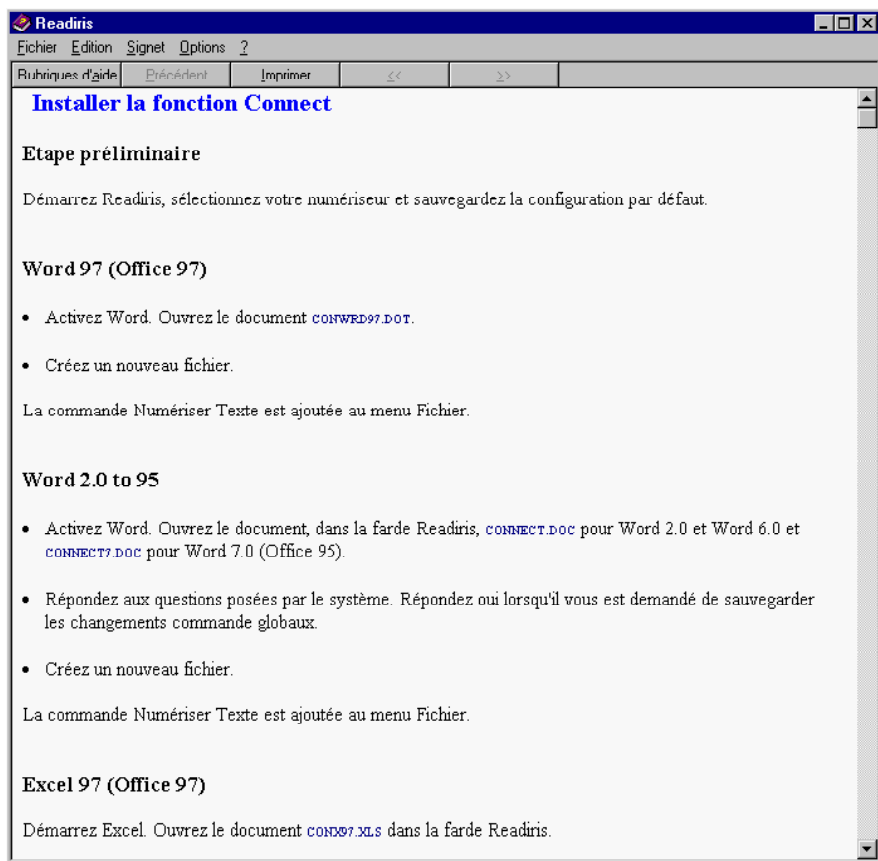 Readiris
Fichier Edition Signet Options ?
Rubriques d'aide Précédent Imprimer << >>
Installer la fonction Connect
Etape préliminaire
Démarrez Readiris, sélectionnez votre numériseur et sauvegardez la configuration par défaut.
Word 97 (Office 97)
• Activez Word. Ouvrez le document CONWRD97.DOT.
• Créez un nouveau fichier.
La commande Numériser Texte est ajoutée au menu Fichier.
Word 2.0 to 95
• Activez Word. Ouvrez le document, dans la farde Readiris, CONNECT.DOC pour Word 2.0 et Word 6.0 et
CONNECT7.DOC pour Word 7.0 (Office 95).
• Répondez aux questions posées par le système. Répondez oui lorsqu'il vous est demandé de sauvegarder
les changements commande globaux.
• Créez un nouveau fichier.
La commande Numériser Texte est ajoutée au menu Fichier.
Excel 97 (Office 97)
Démarrez Excel. Ouvrez le document CONX97.XLS dans la farde Readiris.